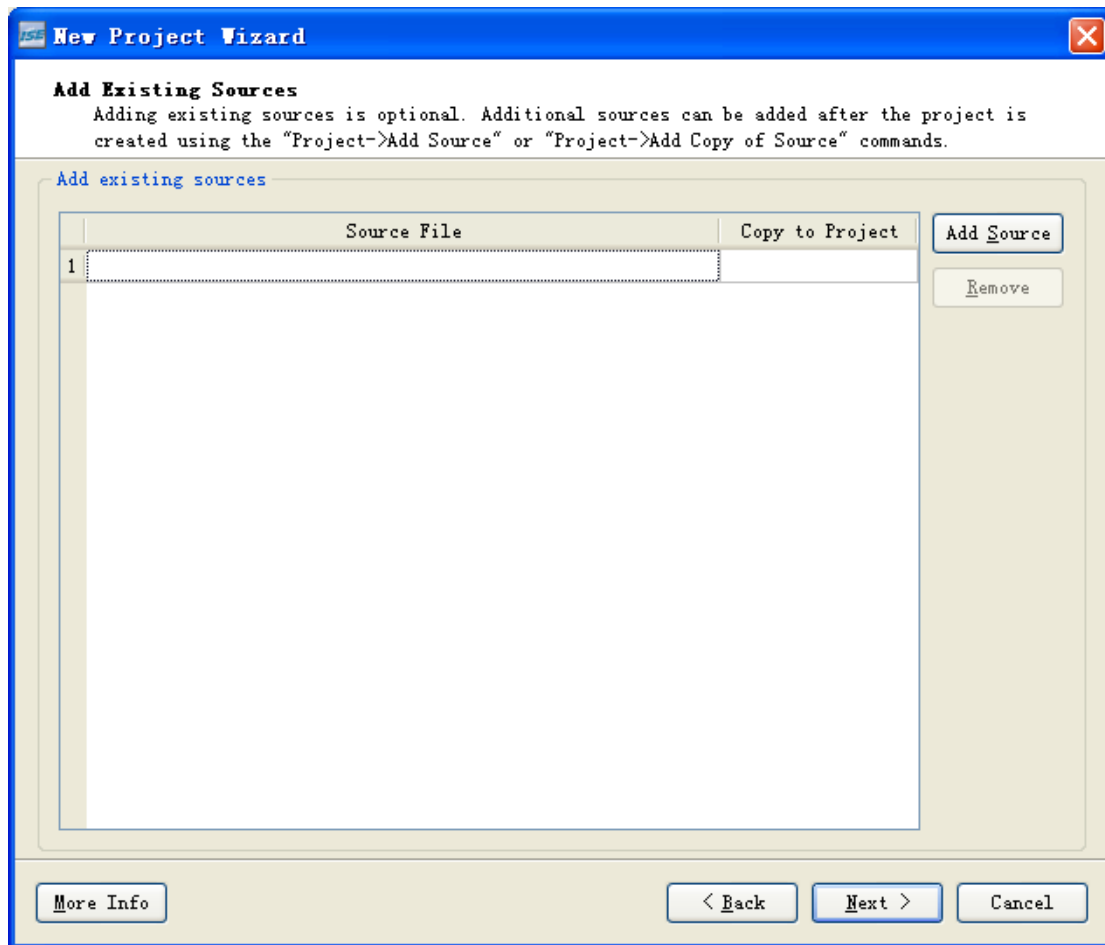 ISE New Project Wizard
Add Existing Sources
Adding existing sources is optional. Additional sources can be added after the project is
created using the "Project->Add Source" or "Project->Add Copy of Source" commands.
Add existing sources
Source File Copy to Project Add Source
1
Remove
More Info < Back Next > Cancel